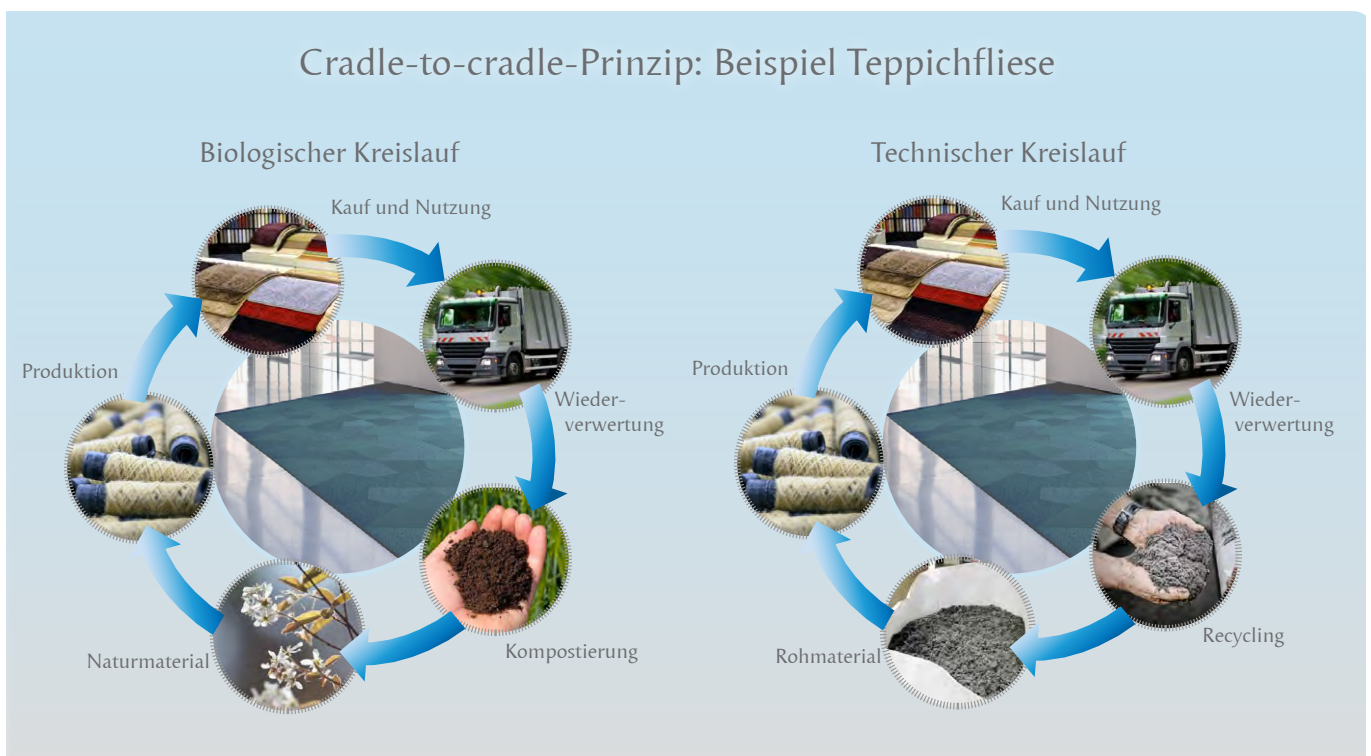 Cradle-to-cradle-Prinzip: Beispiel Teppichfliese
Biologischer Kreislauf
Kauf und Nutzung
Wieder-
verwertung
Kompostierung
Naturmaterial
Produktion
Technischer Kreislauf
Kauf und Nutzung
Wieder-
verwertung
Recycling
Rohmaterial
Produktion